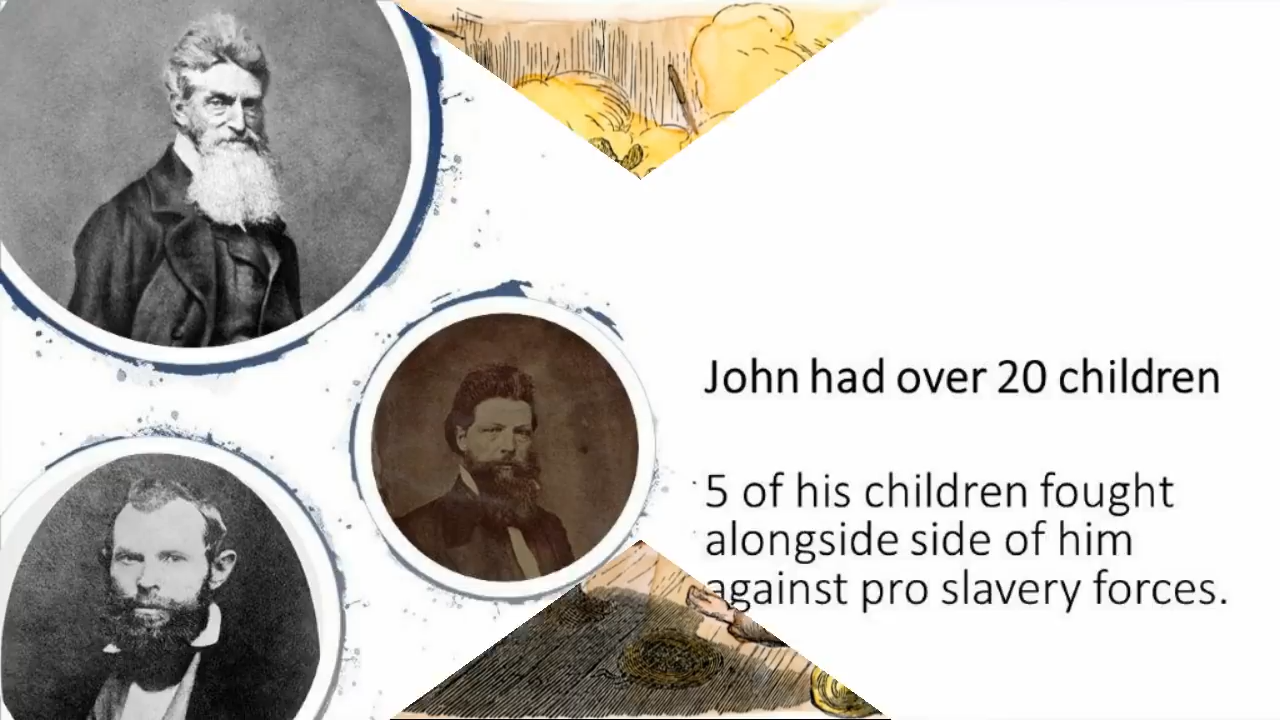 John had over 20 children
5 of his children fought
alongside side of him
against pro slavery forces.